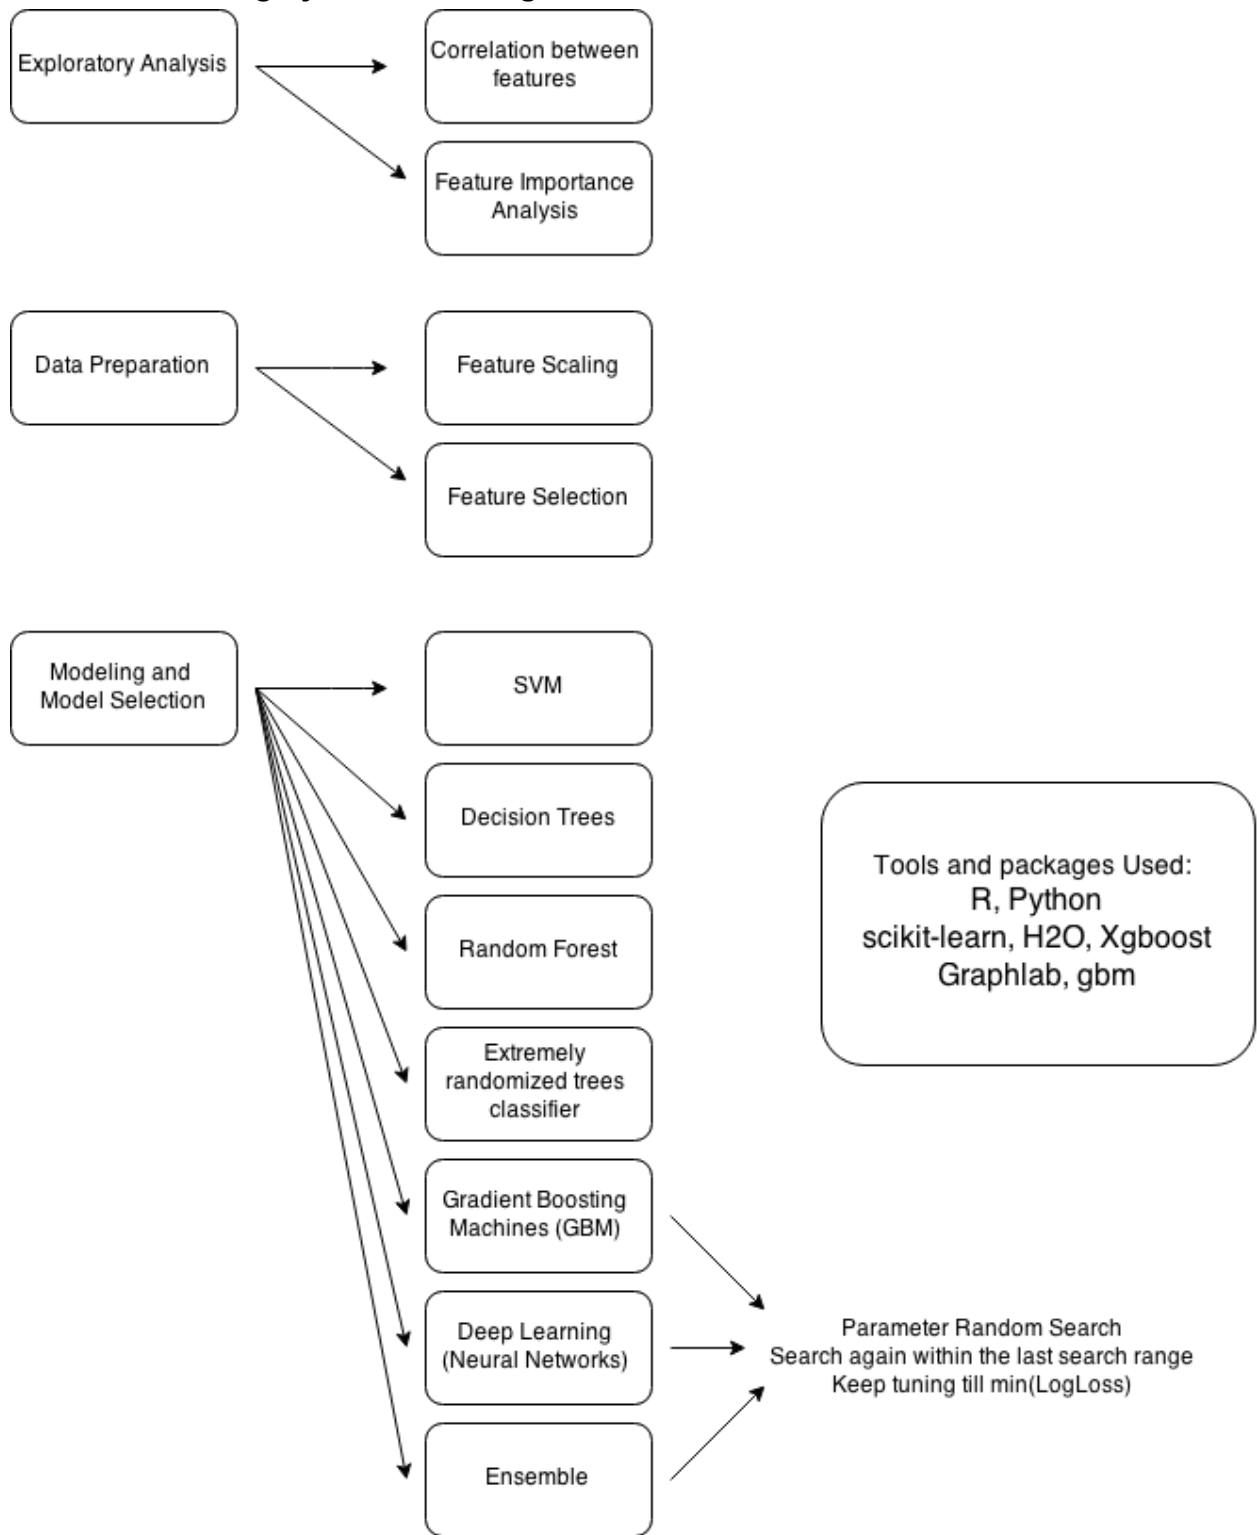 Exploratory Analysis
Correlation between
features
Feature Importance
Analysis
Data Preparation
Feature Scaling
Feature Selection
Modeling and
Model Selection
SVM
Decision Trees
Random Forest
Extremely
randomized trees
classifier
Gradient Boosting
Machines (GBM)
Deep Learning
(Neural Networks)
Ensemble
Tools and packages Used:
R, Python
scikit-learn, H2O, Xgboost
Graphlab, gbm
Parameter Random Search
Search again within the last search range
Keep tuning till min(LogLoss)